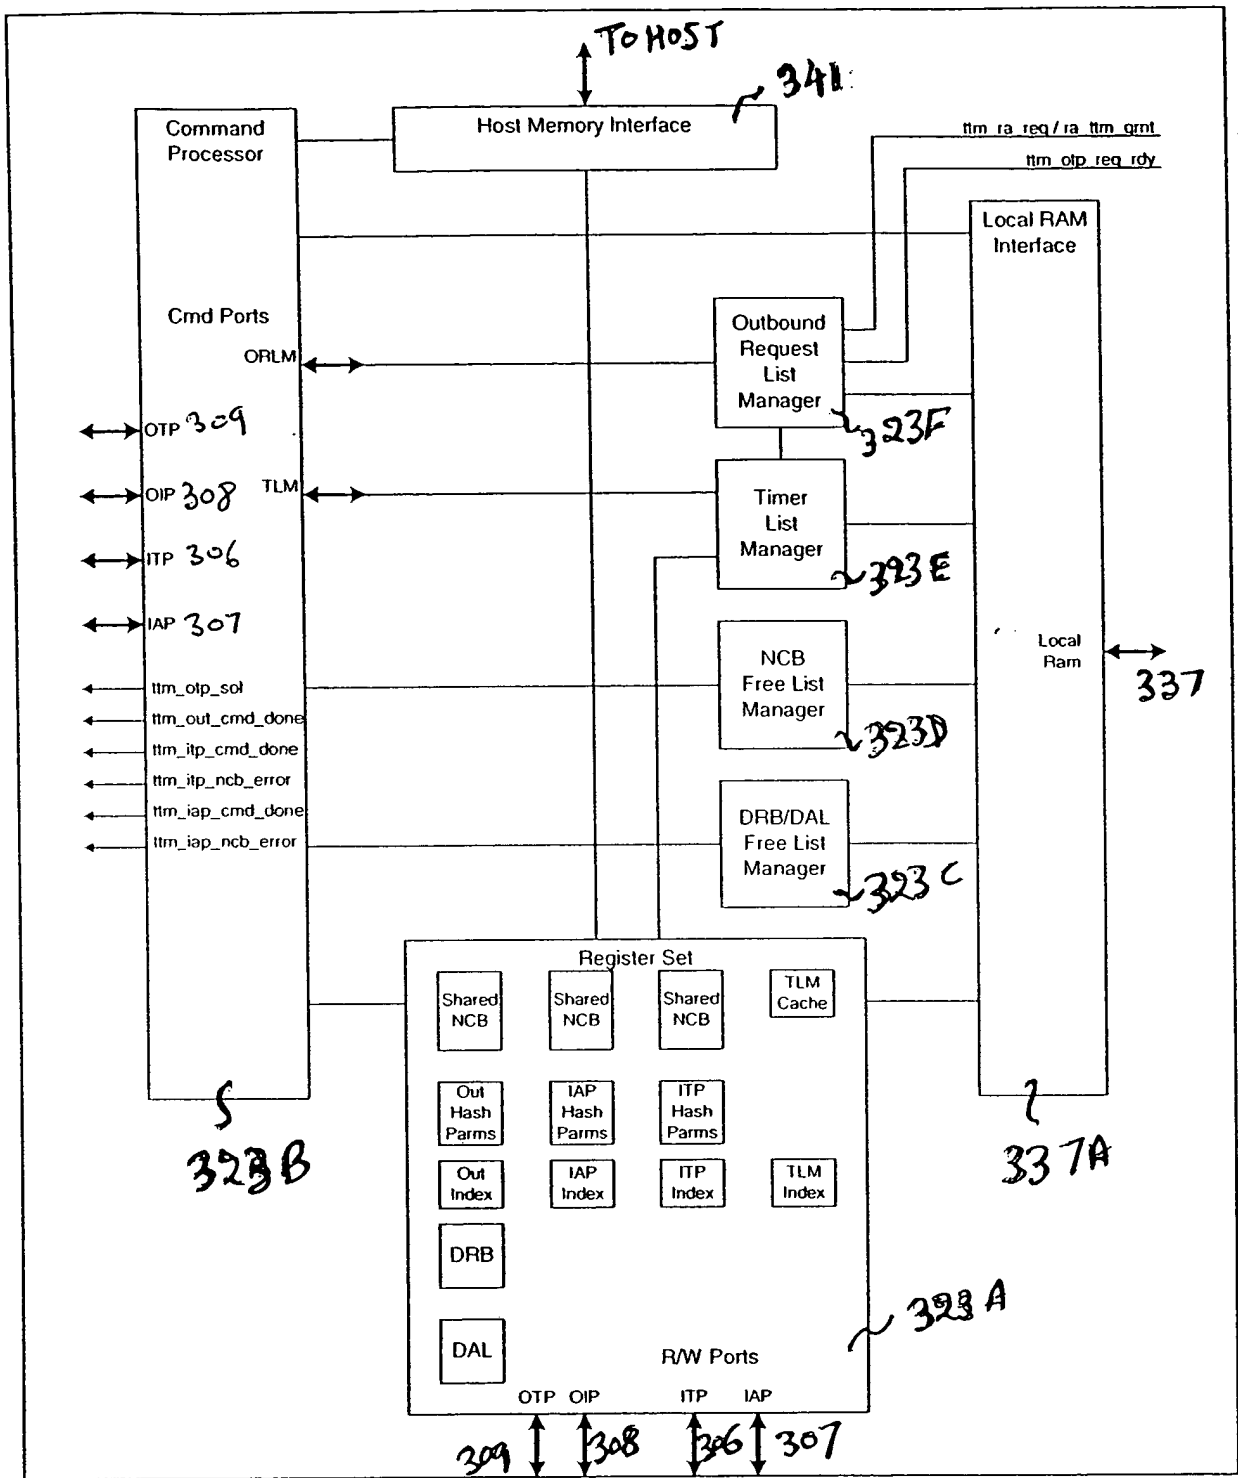 TO HOST
341
Command
Processor
Host Memory Interface
ttm_ra_req / ra_ttm_grnt
ttm_otp_req_rdy
Local RAM
Interface
Cmd Ports
ORLM
Outbound
Request
List
Manager
323F
OTP 309
OIP 308
TLM
Timer
List
Manager
323E
ITP 306
IAP 307
Local
Ram
337
NCB
Free List
Manager
323D
ttm_otp_sol
ttm_out_cmd_done
ttm_itp_cmd_done
ttm_itp_ncb_error
ttm_iap_cmd_done
ttm_iap_ncb_error
DRB/DAL
Free List
Manager
323C
Register Set
Shared
NCB
Shared
NCB
Shared
NCB
TLM
Cache
Out
Hash
Parms
IAP
Hash
Parms
ITP
Hash
Parms
323B
337A
Out
Index
IAP
Index
ITP
Index
TLM
Index
DRB
DAL
323A
R/W Ports
OTP OIP ITP IAP
309 308 306 307